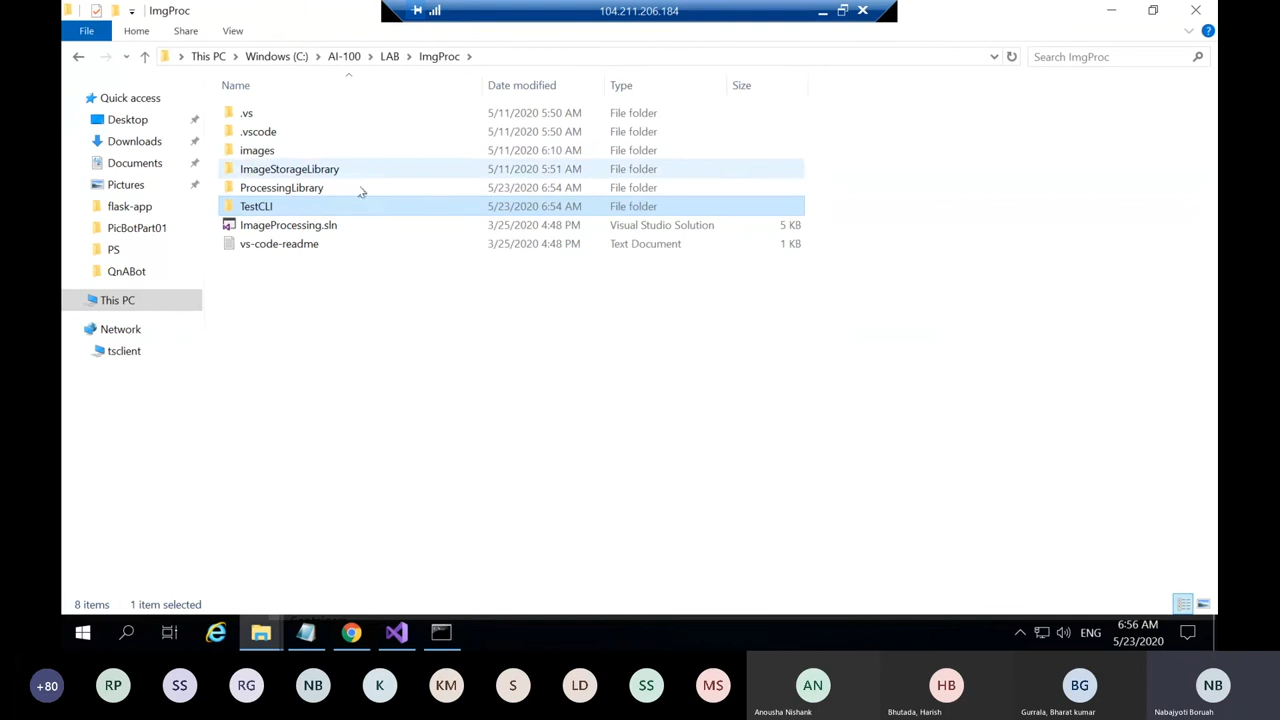 ImgProc
104.211.206.184
File Home Share View
This PC Windows (C:) AI-100 LAB ImgProc
Search ImgProc
Name Date modified Type Size
Quick access
Desktop
Downloads
Documents
Pictures
flask-app
PicBotPart01
PS
QnABot
This PC
Network
tsclient
.vs 5/11/2020 5:50 AM File folder
.vscode 5/11/2020 5:50 AM File folder
images 5/11/2020 6:10 AM File folder
ImageStorageLibrary 5/11/2020 5:51 AM File folder
ProcessingLibrary 5/23/2020 6:54 AM File folder
TestCLI 5/23/2020 6:54 AM File folder
ImageProcessing.sln 3/25/2020 4:48 PM Visual Studio Solution 5 KB
vs-code-readme 3/25/2020 4:48 PM Text Document 1 KB
8 items 1 item selected
ENG
6:56 AM
5/23/2020
+80 RP SS RG NB K KM S LD SS MS AN HB BG NB
Anousha Nishank Bhutada, Harish Gurrala, Bharat kumar Nabajyoti Boruah